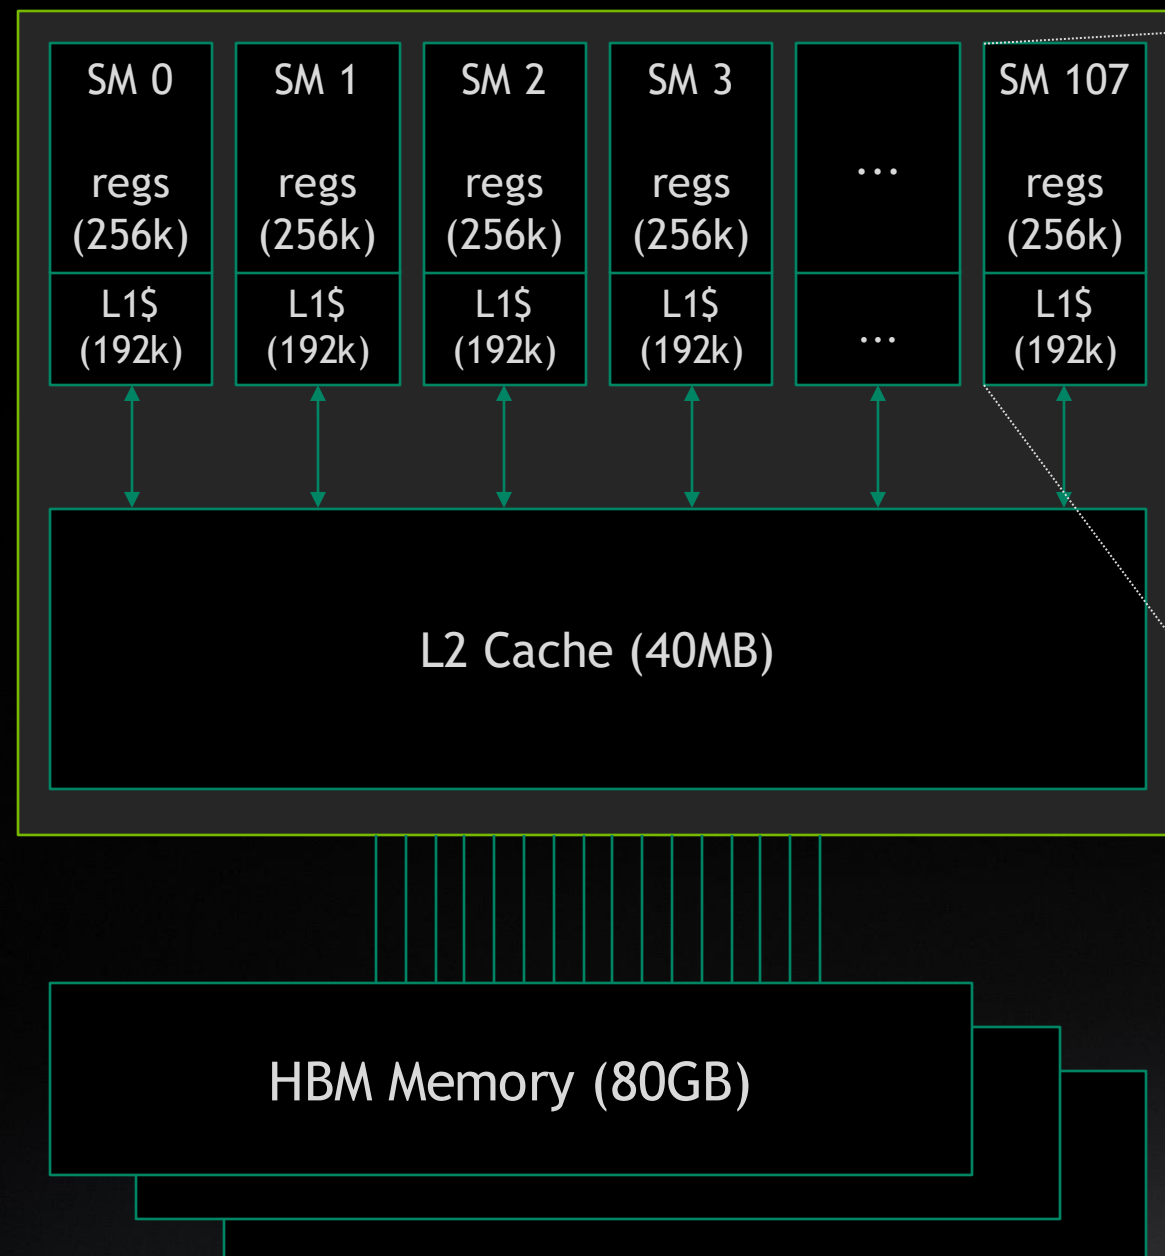 SM 0
regs
(256k)
L1$
(192k)
SM 1
regs
(256k)
L1$
(192k)
SM 2
regs
(256k)
L1$
(192k)
SM 3
regs
(256k)
L1$
(192k)
...
...
SM 107
regs
(256k)
L1$
(192k)
L2 Cache (40MB)
HBM Memory (80GB)